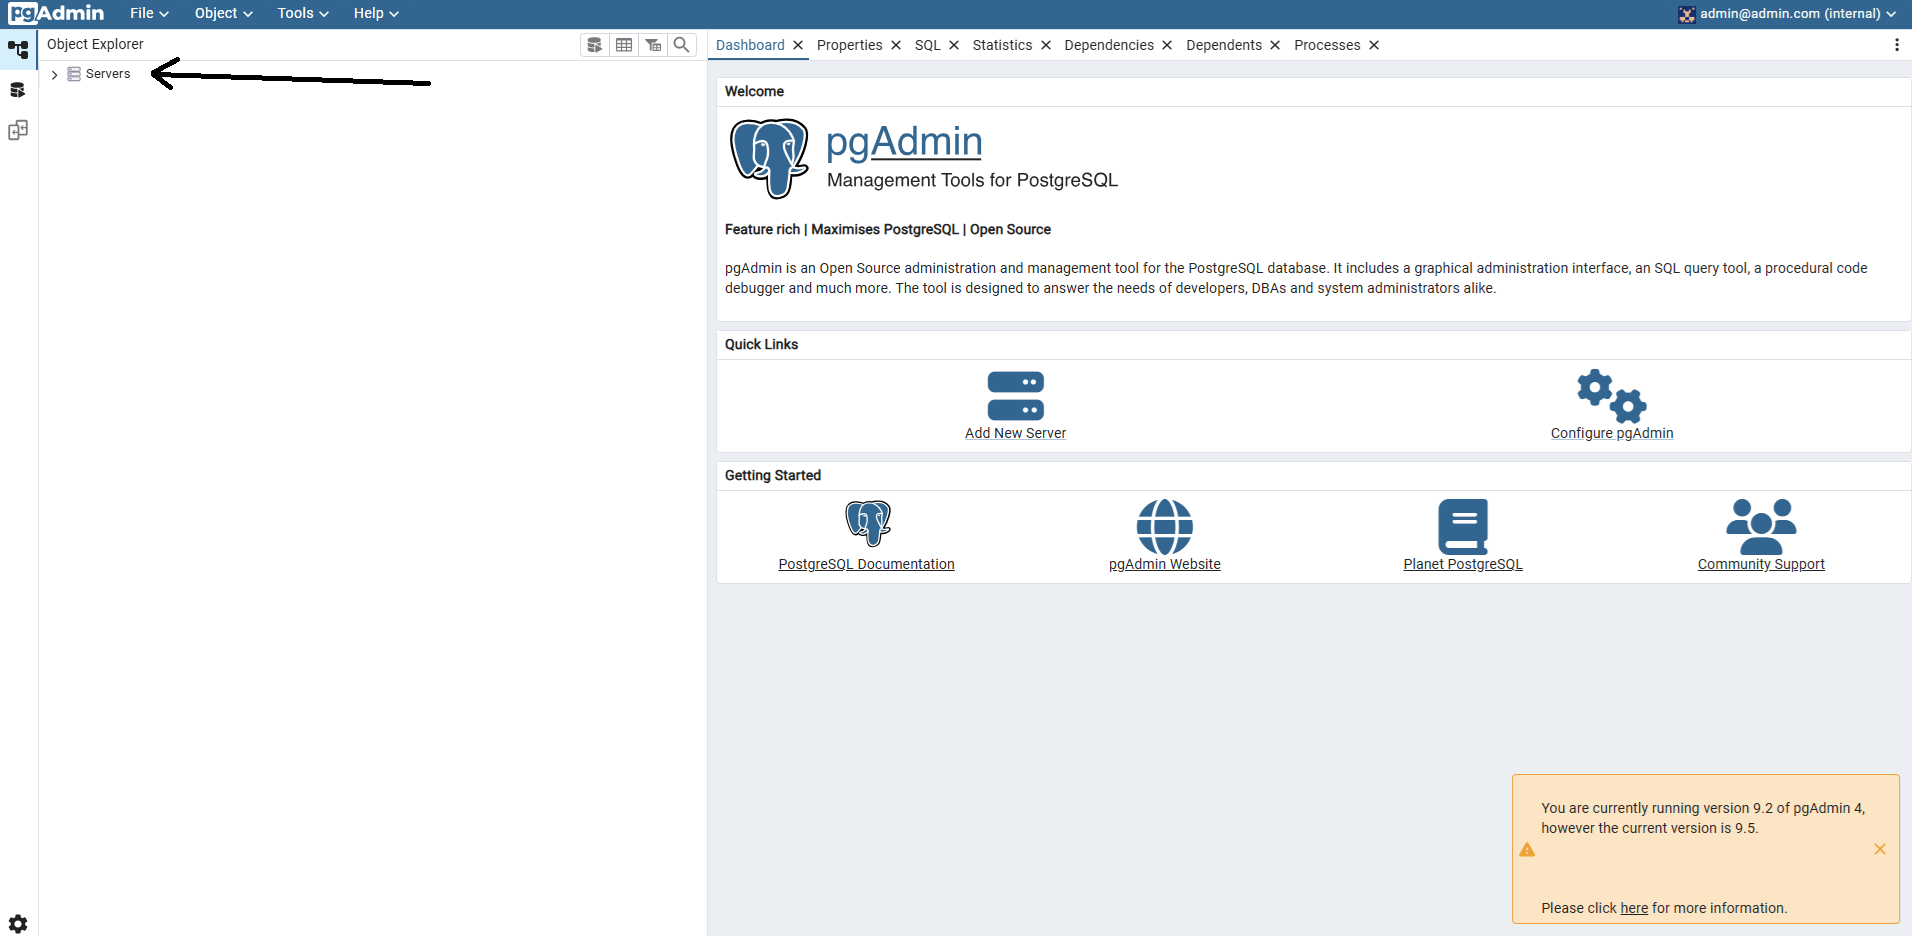 pgAdmin File Object Tools Help admin@admin.com (internal)
Object Explorer
Servers
Dashboard Properties SQL Statistics Dependencies Dependents Processes
Welcome
pgAdmin
Management Tools for PostgreSQL
Feature rich | Maximises PostgreSQL | Open Source
pgAdmin is an Open Source administration and management tool for the PostgreSQL database. It includes a graphical administration interface, an SQL query tool, a procedural code
debugger and much more. The tool is designed to answer the needs of developers, DBAs and system administrators alike.
Quick Links
Add New Server Configure pgAdmin
Getting Started
PostgreSQL Documentation pgAdmin Website Planet PostgreSQL Community Support
You are currently running version 9.2 of pgAdmin 4,
however the current version is 9.5.
Please click here for more information.